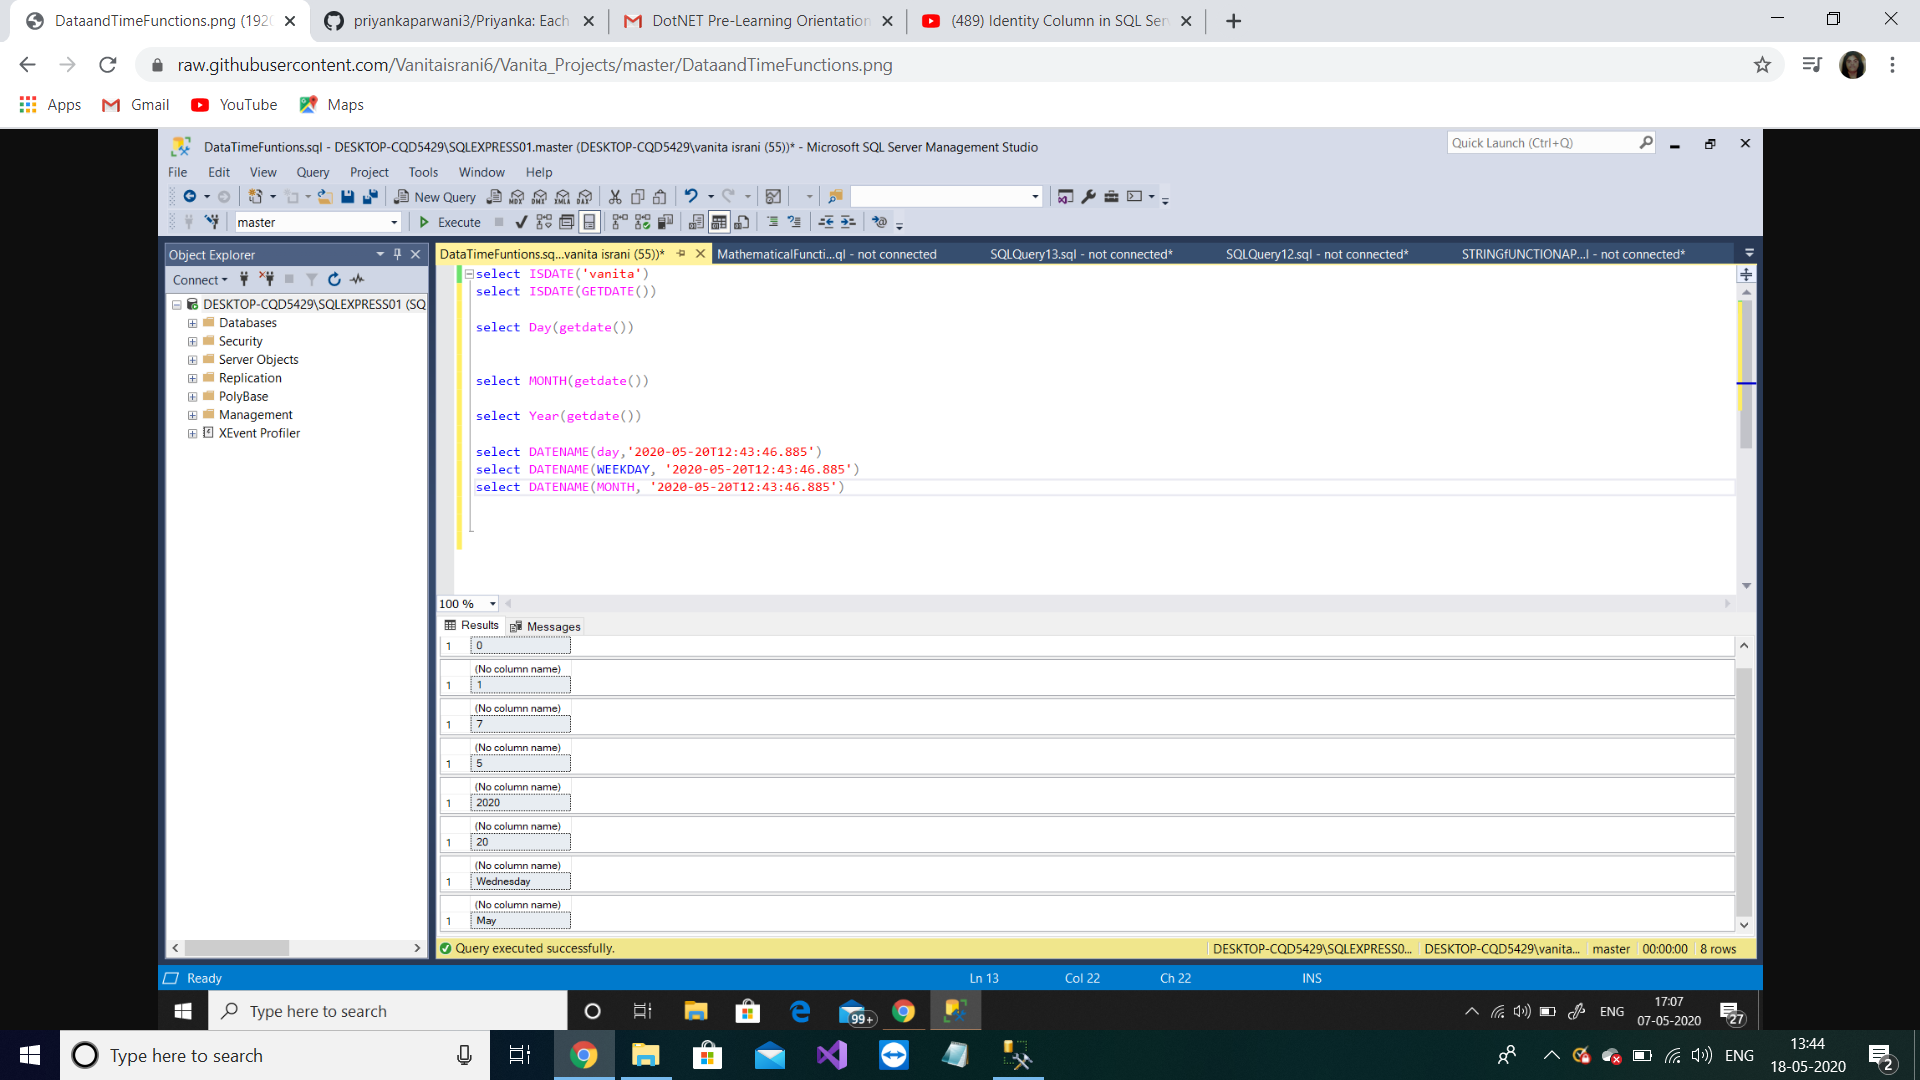 DataandTimeFunctions.png (1920
priyankaparwani3/Priyanka: Each
DotNET Pre-Learning Orientation
(489) Identity Column in SQL Ser
raw.githubusercontent.com/Vanitaisrani6/Vanita_Projects/master/DataandTimeFunctions.png
Apps
Gmail
YouTube
Maps
DataTimeFuntions.sql - DESKTOP-CQD5429\SQLEXPRESS01.master (DESKTOP-CQD5429\vanita israni (55))* - Microsoft SQL Server Management Studio
Quick Launch (Ctrl+Q)
File Edit View Query Project Tools Window Help
New Query
MDX DMX XMLA DAX
master
Execute
Object Explorer
DataTimeFuntions.sq...vanita israni (55))*
MathematicalFuncti...ql - not connected
SQLQuery13.sql - not connected*
SQLQuery12.sql - not connected*
STRINGfUNCTIONAP...l - not connected*
Connect
DESKTOP-CQD5429\SQLEXPRESS01 (SQ
Databases
Security
Server Objects
Replication
PolyBase
Management
XEvent Profiler
select ISDATE('vanita')
select ISDATE(GETDATE())
select Day(getdate())
select MONTH(getdate())
select Year(getdate())
select DATENAME(day,'2020-05-20T12:43:46.885')
select DATENAME(WEEKDAY, '2020-05-20T12:43:46.885')
select DATENAME(MONTH, '2020-05-20T12:43:46.885')
100 %
Results
Messages
1 0
(No column name)
1 1
(No column name)
1 7
(No column name)
1 5
(No column name)
1 2020
(No column name)
1 20
(No column name)
1 Wednesday
(No column name)
1 May
Query executed successfully.
DESKTOP-CQD5429\SQLEXPRESS0...
DESKTOP-CQD5429\vanita...
master
00:00:00
8 rows
Ready
Ln 13
Col 22
Ch 22
INS
Type here to search
99+
ENG
17:07
07-05-2020
27
Type here to search
ENG
13:44
18-05-2020
2